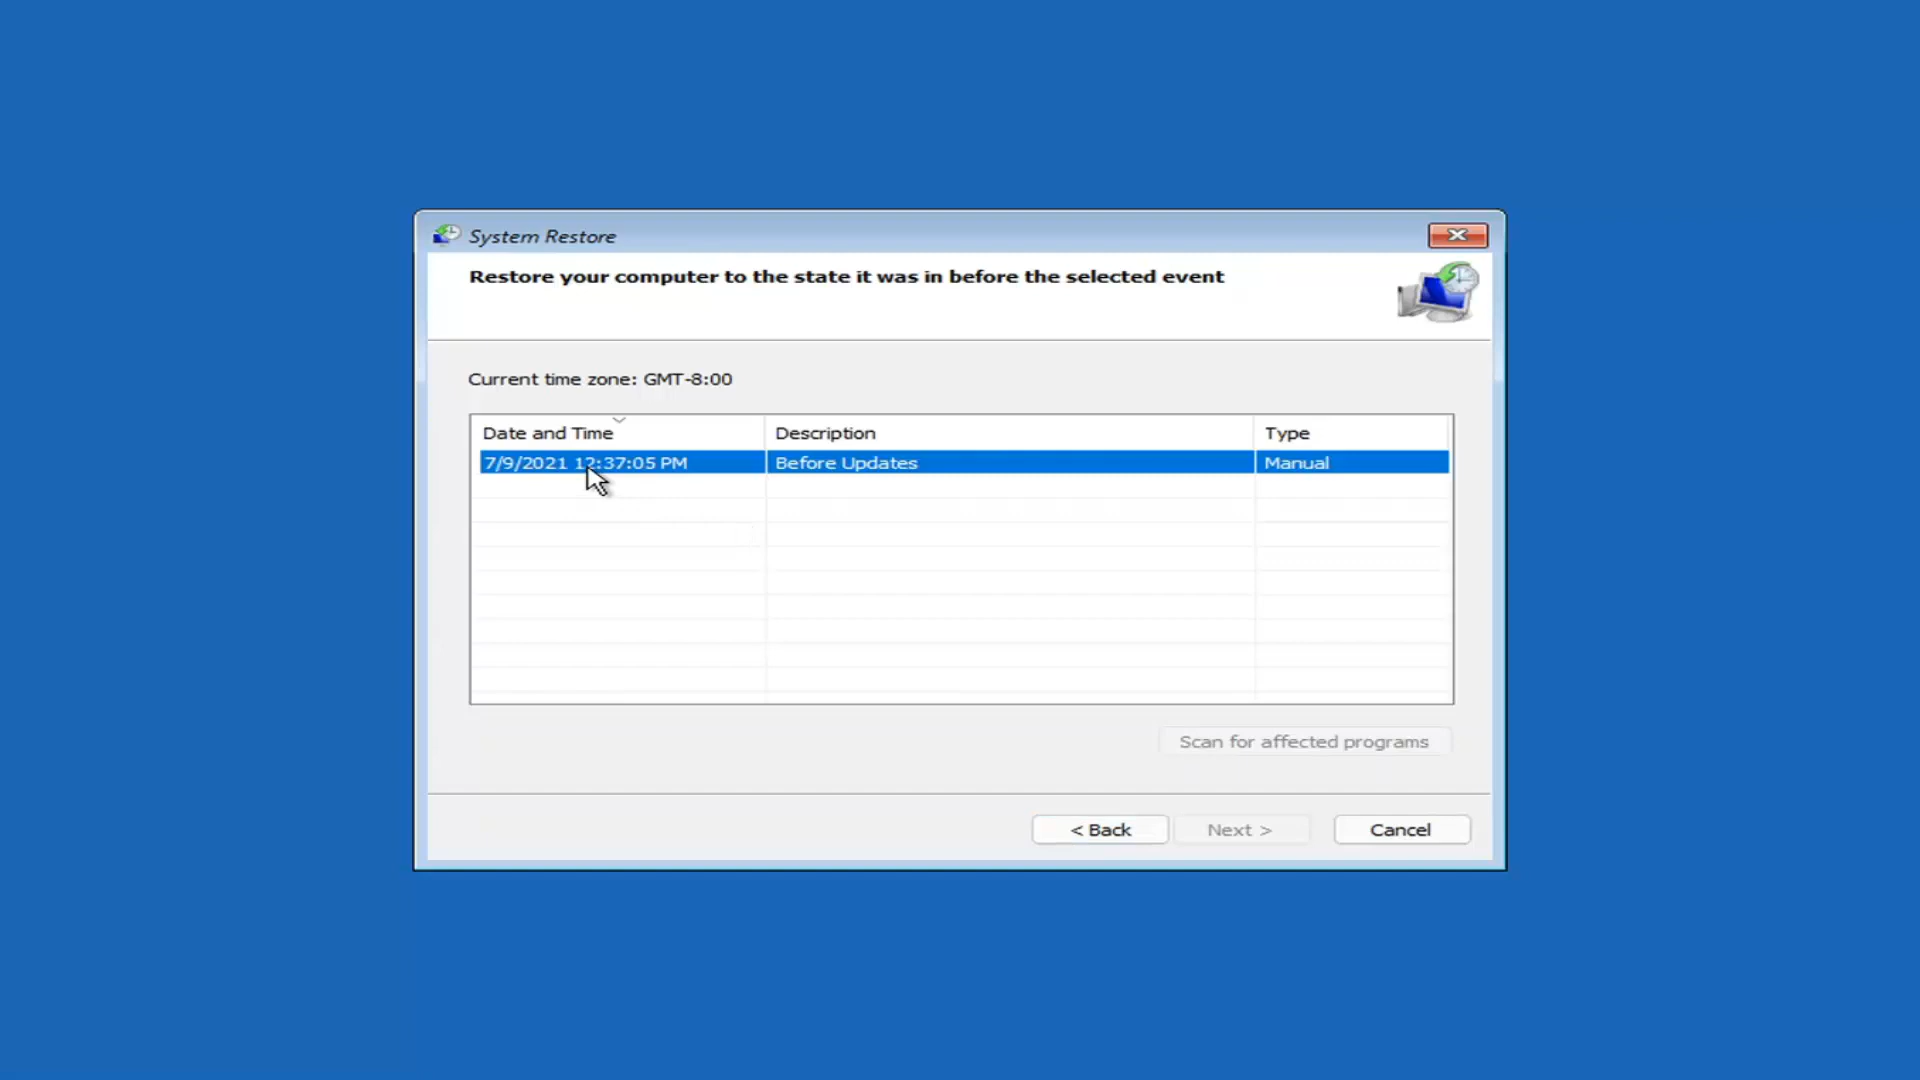 System Restore
Restore your computer to the state it was in before the selected event
Current time zone: GMT-8:00
Date and Time Description Type
7/9/2021 12:37:05 PM Before Updates Manual
Scan for affected programs
< Back Next > Cancel